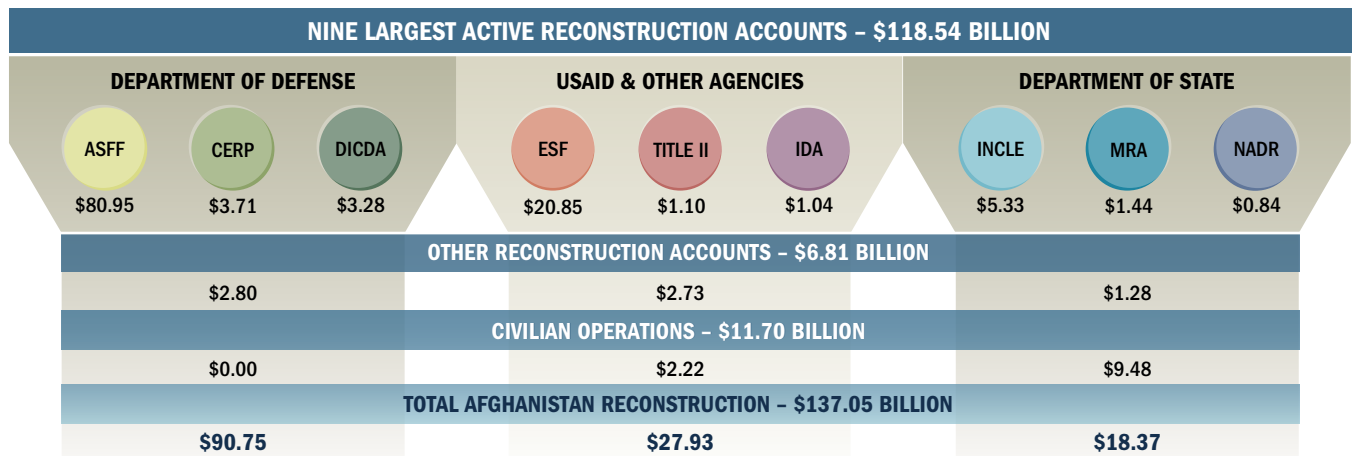 NINE LARGEST ACTIVE RECONSTRUCTION ACCOUNTS – $118.54 BILLION
DEPARTMENT OF DEFENSE USAID & OTHER AGENCIES DEPARTMENT OF STATE
ASFF CERP DICDA ESF TITLE II IDA INCLE MRA NADR
$80.95 $3.71 $3.28 $20.85 $1.10 $1.04 $5.33 $1.44 $0.84
OTHER RECONSTRUCTION ACCOUNTS – $6.81 BILLION
$2.80 $2.73 $1.28
CIVILIAN OPERATIONS – $11.70 BILLION
$0.00 $2.22 $9.48
TOTAL AFGHANISTAN RECONSTRUCTION – $137.05 BILLION
$90.75 $27.93 $18.37